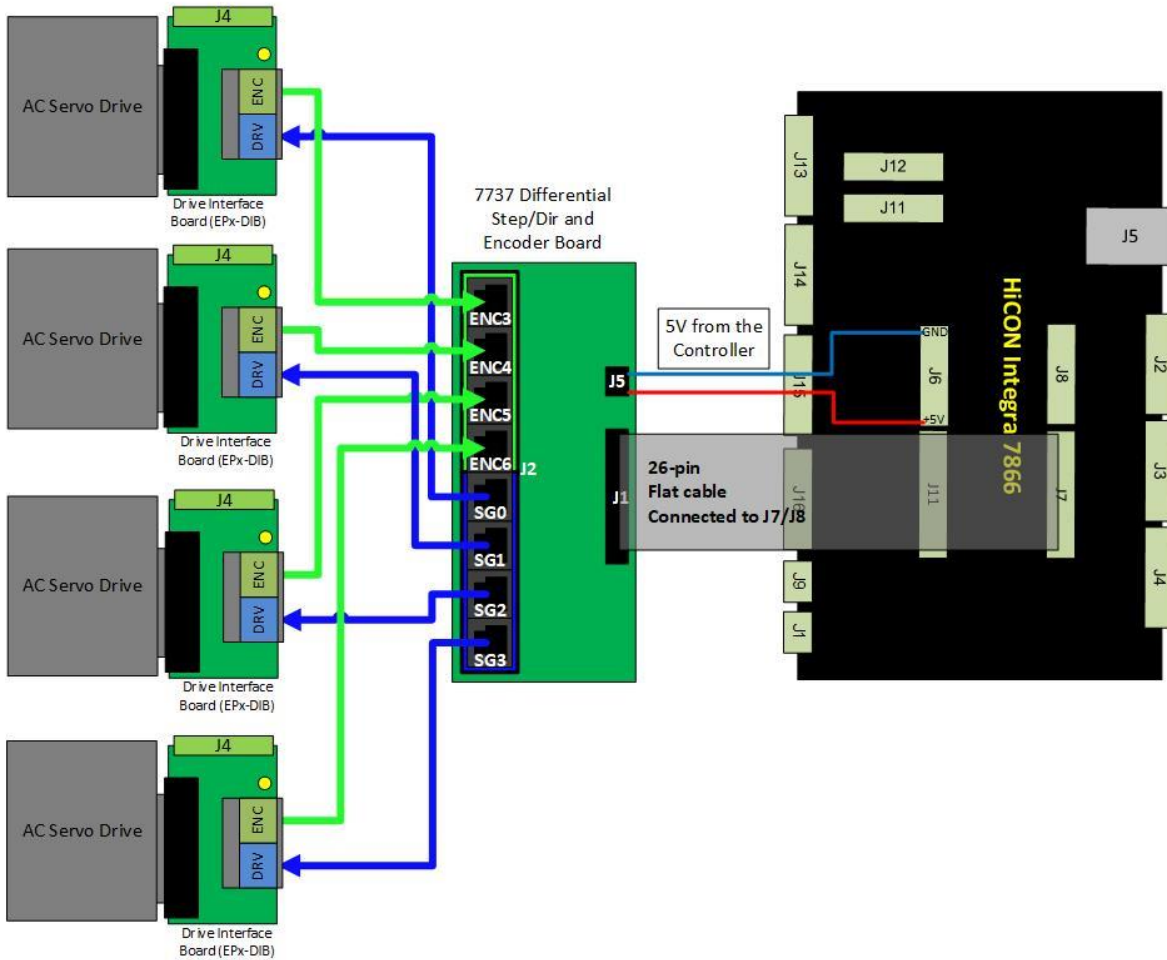 J4
AC Servo Drive
ENC
DRV
Drive Interface
Board (EPx-DIB)
J4
AC Servo Drive
ENC
DRV
Drive Interface
Board (EPx-DIB)
J4
AC Servo Drive
ENC
DRV
Drive Interface
Board (EPx-DIB)
J4
AC Servo Drive
ENC
DRV
Drive Interface
Board (EPx-DIB)
7737 Differential
Step/Dir and
Encoder Board
ENC3
ENC4
ENC5
ENC6
J2
SG0
SG1
SG2
SG3
J5
J1
5V from the
Controller
26-pin
Flat cable
Connected to J7/J8
J13
J14
J15
J16
J9
J1
J12
J11
GND
J6
+5V
J11
HiCON Integra 7866
J8
J7
J5
J2
J3
J4